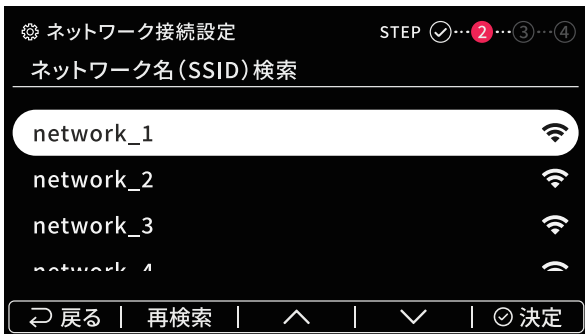 ネットワーク接続設定 STEP 2 3 4
ネットワーク名(SSID)検索
network_1
network_2
network_3
network_4
戻る 再検索 決定